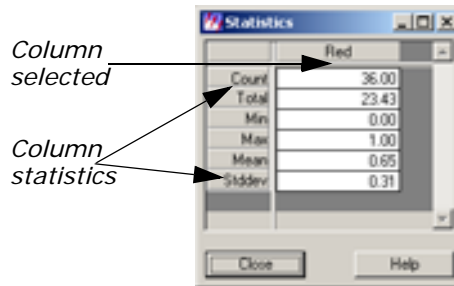 Statistics
Column
selected
Red
Count 36.00
Total 23.43
Min 0.00
Max 1.00
Mean 0.65
Stddev 0.31
Column
statistics
Close Help